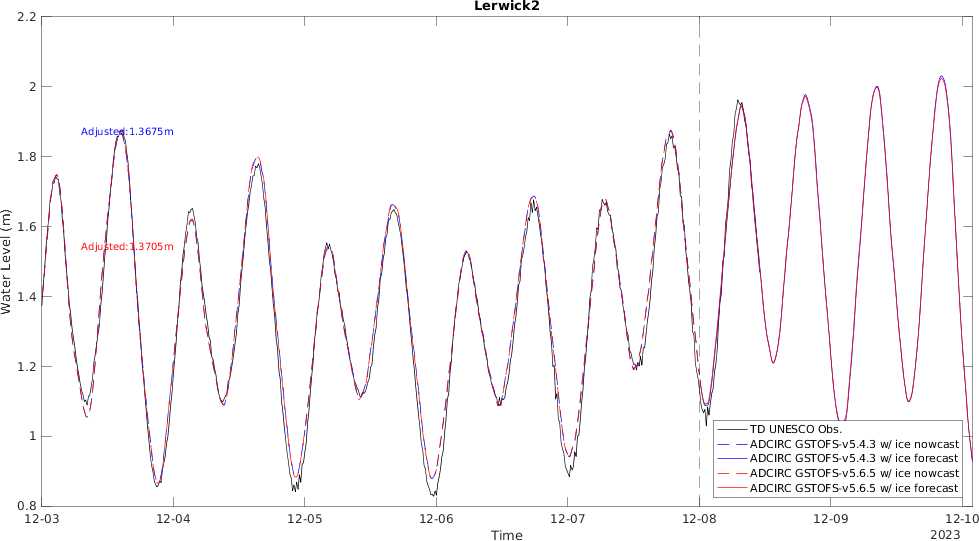 Lerwick2
2.2
2
1.8
1.6
1.4
1.2
1
0.8
Water Level (m)
Adjusted:1.3675m
Adjusted:1.3705m
TD UNESCO Obs.
ADCIRC GSTOFS-v5.4.3 w/ ice nowcast
ADCIRC GSTOFS-v5.4.3 w/ ice forecast
ADCIRC GSTOFS-v5.6.5 w/ ice nowcast
ADCIRC GSTOFS-v5.6.5 w/ ice forecast
12-03 12-04 12-05 12-06 12-07 12-08 12-09 12-10
Time
2023